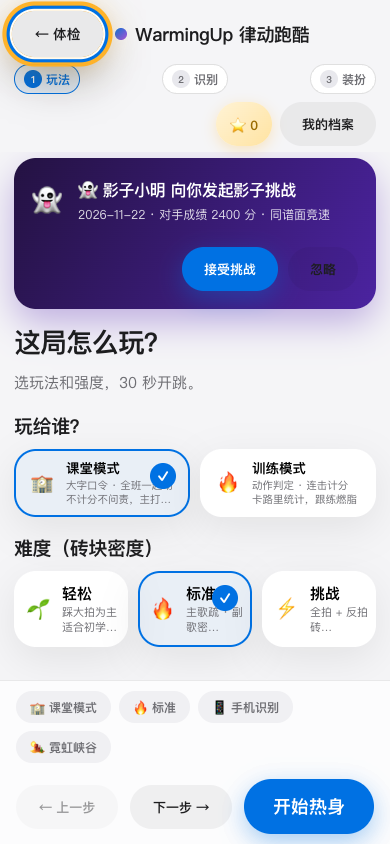 ← 体检
WarmingUp 律动跑酷
1 玩法
2 识别
3 装扮
⭐ 0
我的档案
👻 影子小明 向你发起影子挑战
2026-11-22 · 对手成绩 2400 分 · 同谱面竞速
接受挑战
忽略
这局怎么玩?
选玩法和强度，30 秒开跳。
玩给谁?
课堂模式
大字口令 · 全班一
不计分不问责，主打...
训练模式
动作判定 · 连击计分
卡路里统计，跟练燃脂
难度（砖块密度）
轻松
踩大拍为主
适合初学...
标准
主歌疏 · 副
歌密...
挑战
全拍 + 反拍
砖...
课堂模式
标准
手机识别
霓虹峡谷
← 上一步
下一步 →
开始热身